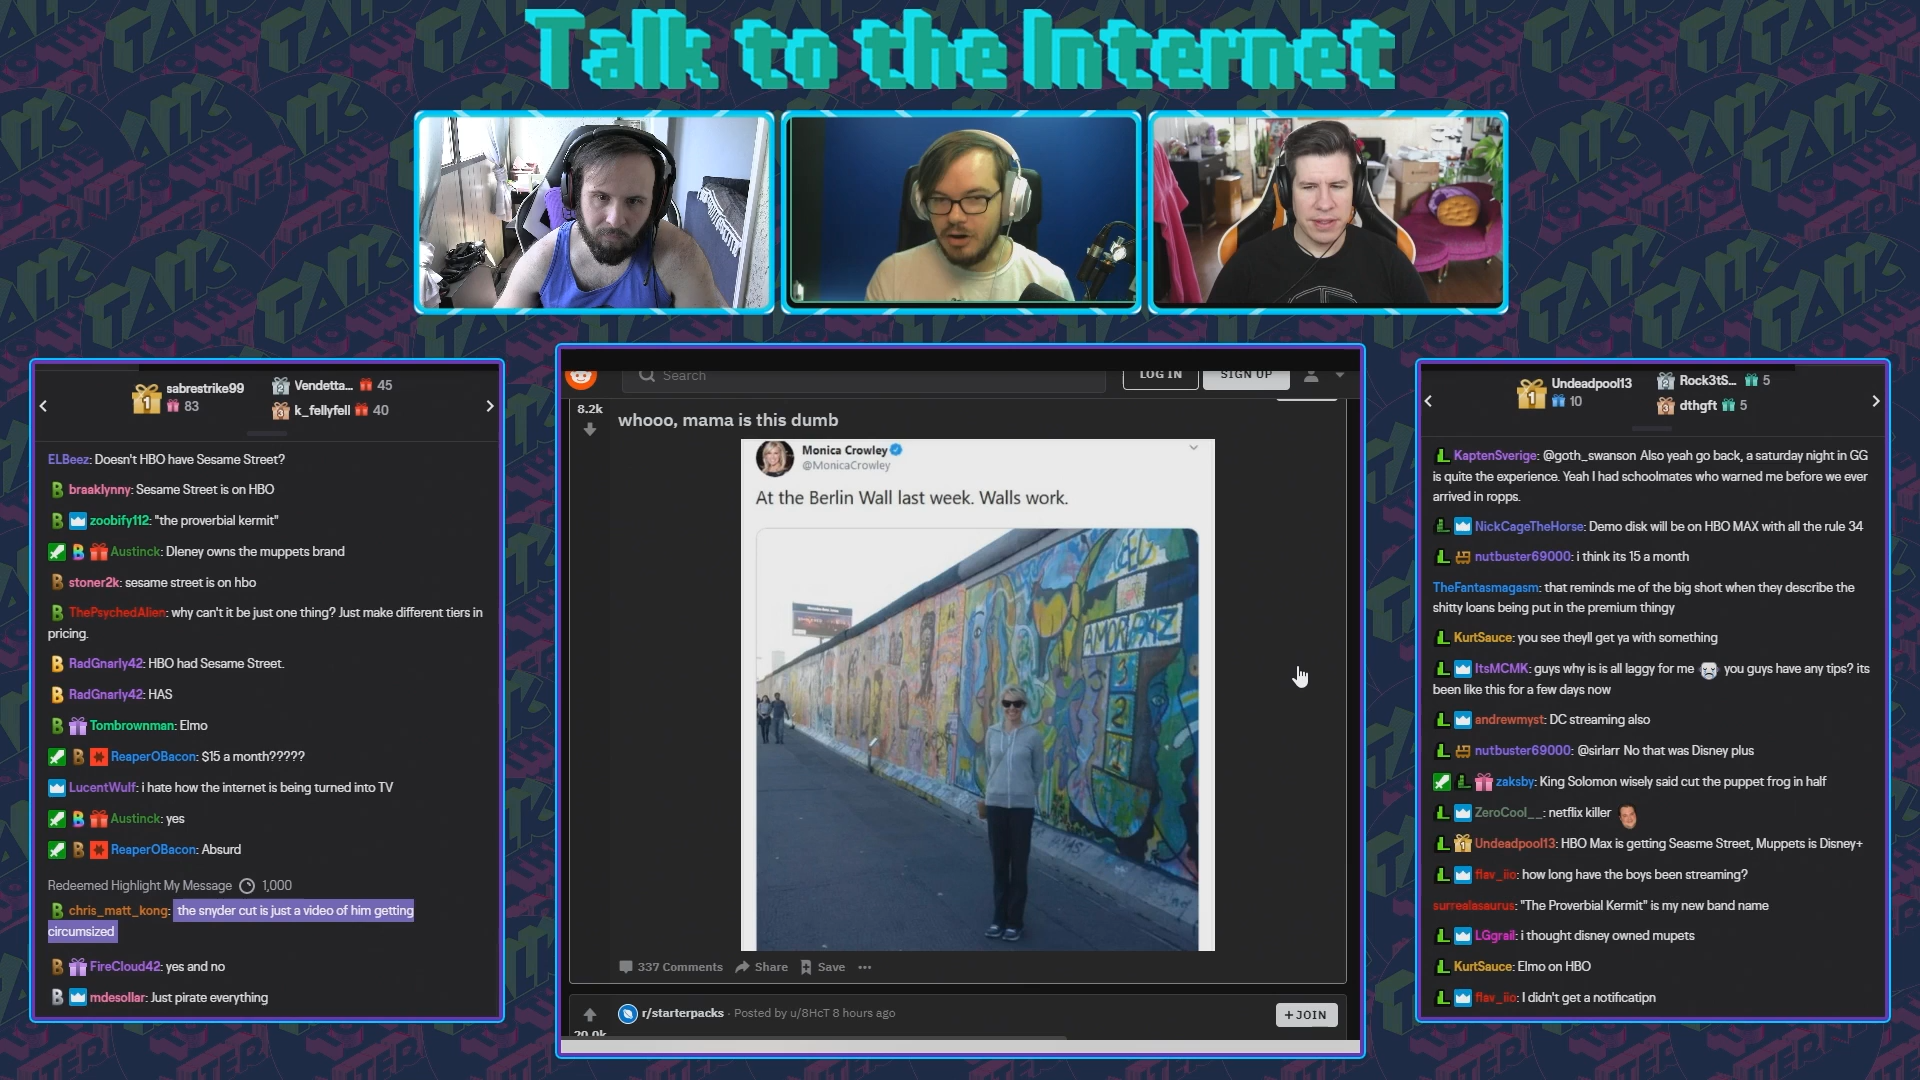 Talk to the Internet
sabrestrike99
83
Vendetta... 45
k_fellyfell 40
ELBeez: Doesn't HBO have Sesame Street?
braaklynny: Sesame Street is on HBO
zoobify112: "the proverbial kermit"
Austinck: DIeney owns the muppets brand
stoner2k: sesame street is on hbo
ThePsychedAlien: why can't it be just one thing? Just make different tiers in
pricing.
RadGnarly42: HBO had Sesame Street.
RadGnarly42: HAS
Tombrownman: Elmo
ReaperOBacon: $15 a month?????
LucentWulf: i hate how the internet is being turned into TV
Austinck: yes
ReaperOBacon: Absurd
Redeemed Highlight My Message 1,000
chris_matt_kong: the snyder cut is just a video of him getting
circumsized
FireCloud42: yes and no
mdesollar: Just pirate everything
Search
LOG IN
SIGN UP
8.2k
whooo, mama is this dumb
Monica Crowley
@MonicaCrowley
At the Berlin Wall last week. Walls work.
AMOR PAZ
337 Comments
Share
Save
r/starterpacks · Posted by u/8HcT 8 hours ago
+ JOIN
20.0k
Undeadpool13
10
Rock3tS... 5
dthgft 5
KaptenSverige: @goth_swanson Also yeah go back, a saturday night in GG
is quite the experience. Yeah I had schoolmates who warned me before we ever
arrived in ropps.
NickCageTheHorse: Demo disk will be on HBO MAX with all the rule 34
nutbuster69000: i think its 15 a month
TheFantasmagasm: that reminds me of the big short when they describe the
shitty loans being put in the premium thingy
KurtSauce: you see theyll get ya with something
ItsMCMK: guys why is is all laggy for me you guys have any tips? its
been like this for a few days now
andrewmyst: DC streaming also
nutbuster69000: @sirlarr No that was Disney plus
zaksby: King Solomon wisely said cut the puppet frog in half
ZeroCool__: netflix killer
Undeadpool13: HBO Max is getting Seasme Street, Muppets is Disney+
flav_iio: how long have the boys been streaming?
surrealasaurus: "The Proverbial Kermit" is my new band name
LGgrail: i thought disney owned mupets
KurtSauce: Elmo on HBO
flav_iio: I didn't get a notificatipn